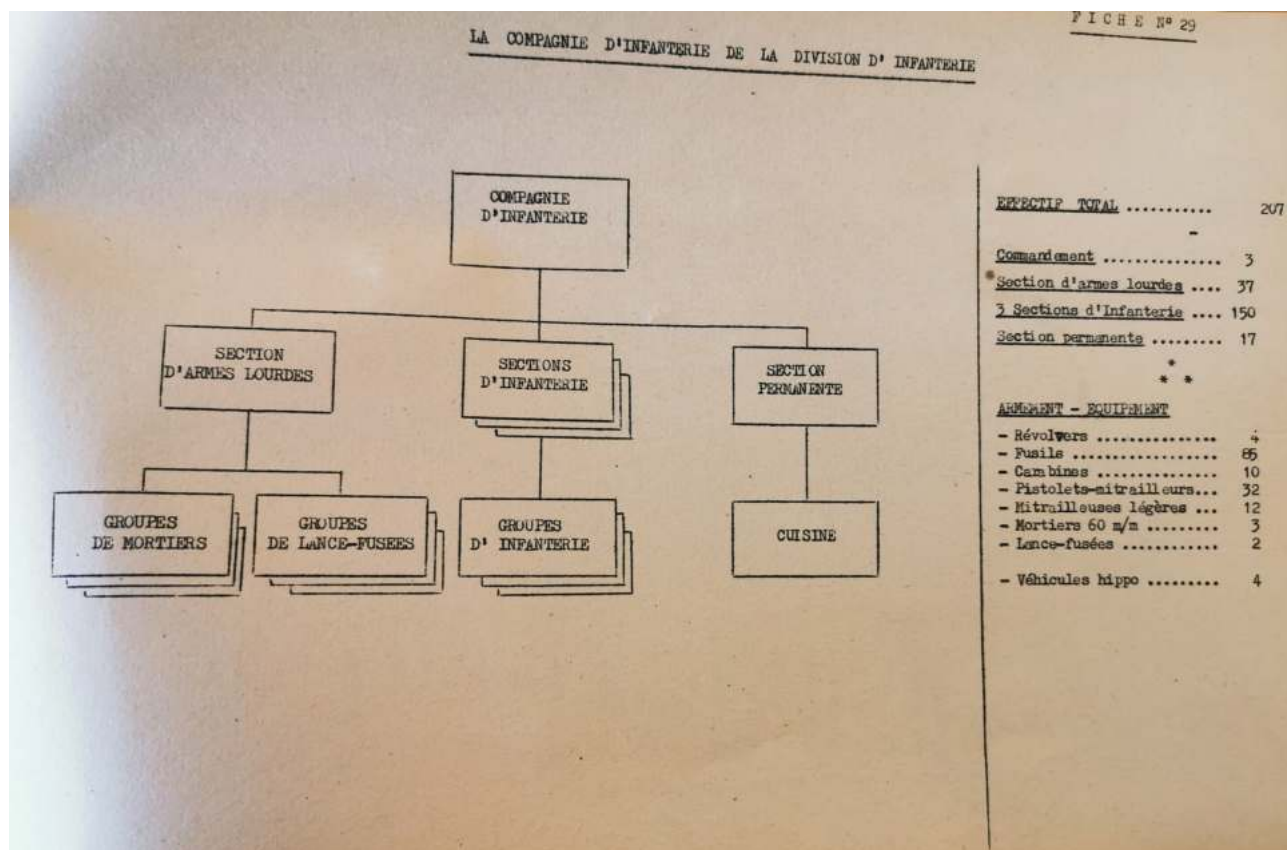 FICHE Nº 29
LA COMPAGNIE D'INFANTERIE DE LA DIVISION D' INFANTERIE
COMPAGNIE
D'INFANTERIE
SECTION
D'ARMES LOURDES
SECTIONS
D'INFANTERIE
SECTION
PERMANENTE
GROUPES
DE MORTIERS
GROUPES
DE LANCE-FUSEES
GROUPES
D' INFANTERIE
CUISINE
EFFECTIF TOTAL ........... 207
-
Commandement ............... 3
Section d'armes lourdes .... 37
3 Sections d'Infanterie .... 150
Section permanente ......... 17
*
* *
ARMEMENT - EQUIPEMENT
- Révolvers ............... 4
- Fusils .................. 85
- Carabines ............... 10
- Pistolets-mitrailleurs... 32
- Mitrailleuses légères ... 12
- Mortiers 60 m/m ......... 3
- Lance-fusées ............ 2
- Véhicules hippo ......... 4